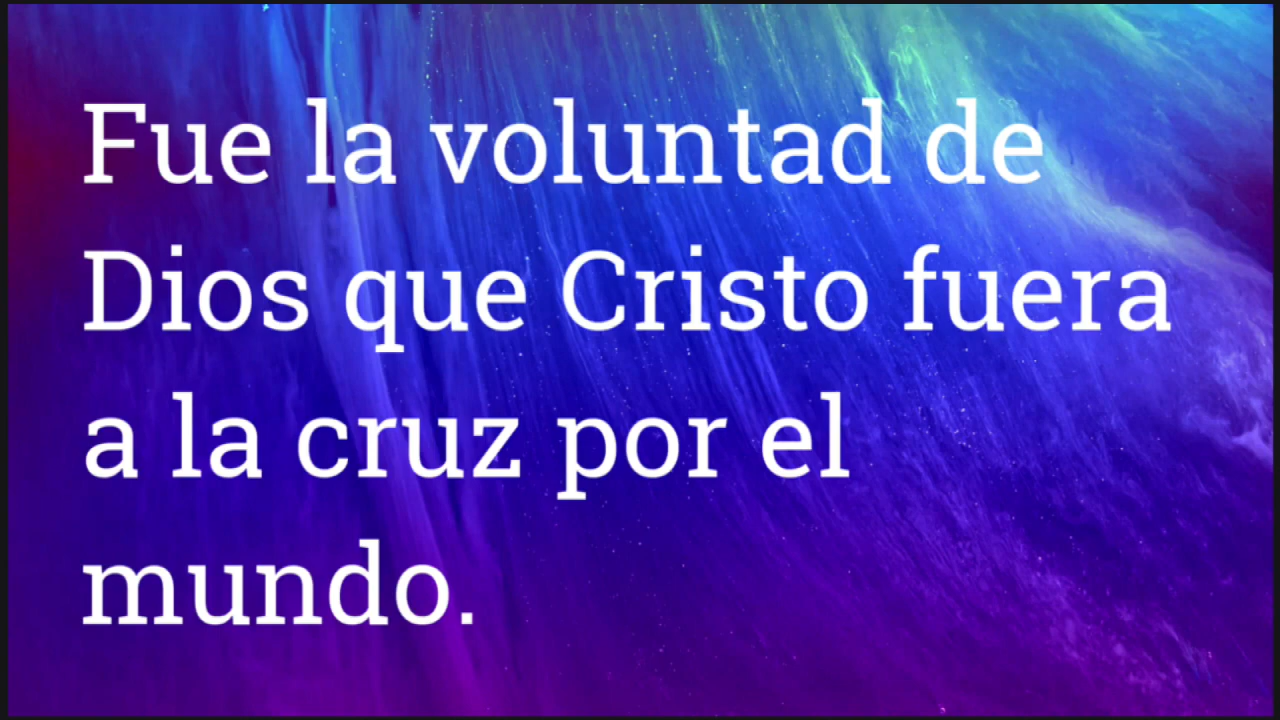 Fue la voluntad de
Dios que Cristo fuera
a la cruz por el
mundo.